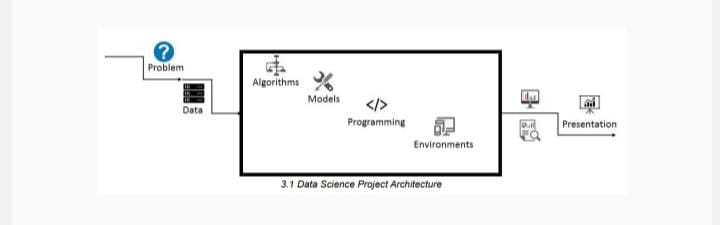 Problem
Data
Algorithms
Models
</>
Programming
Environments
Presentation
3.1 Data Science Project Architecture